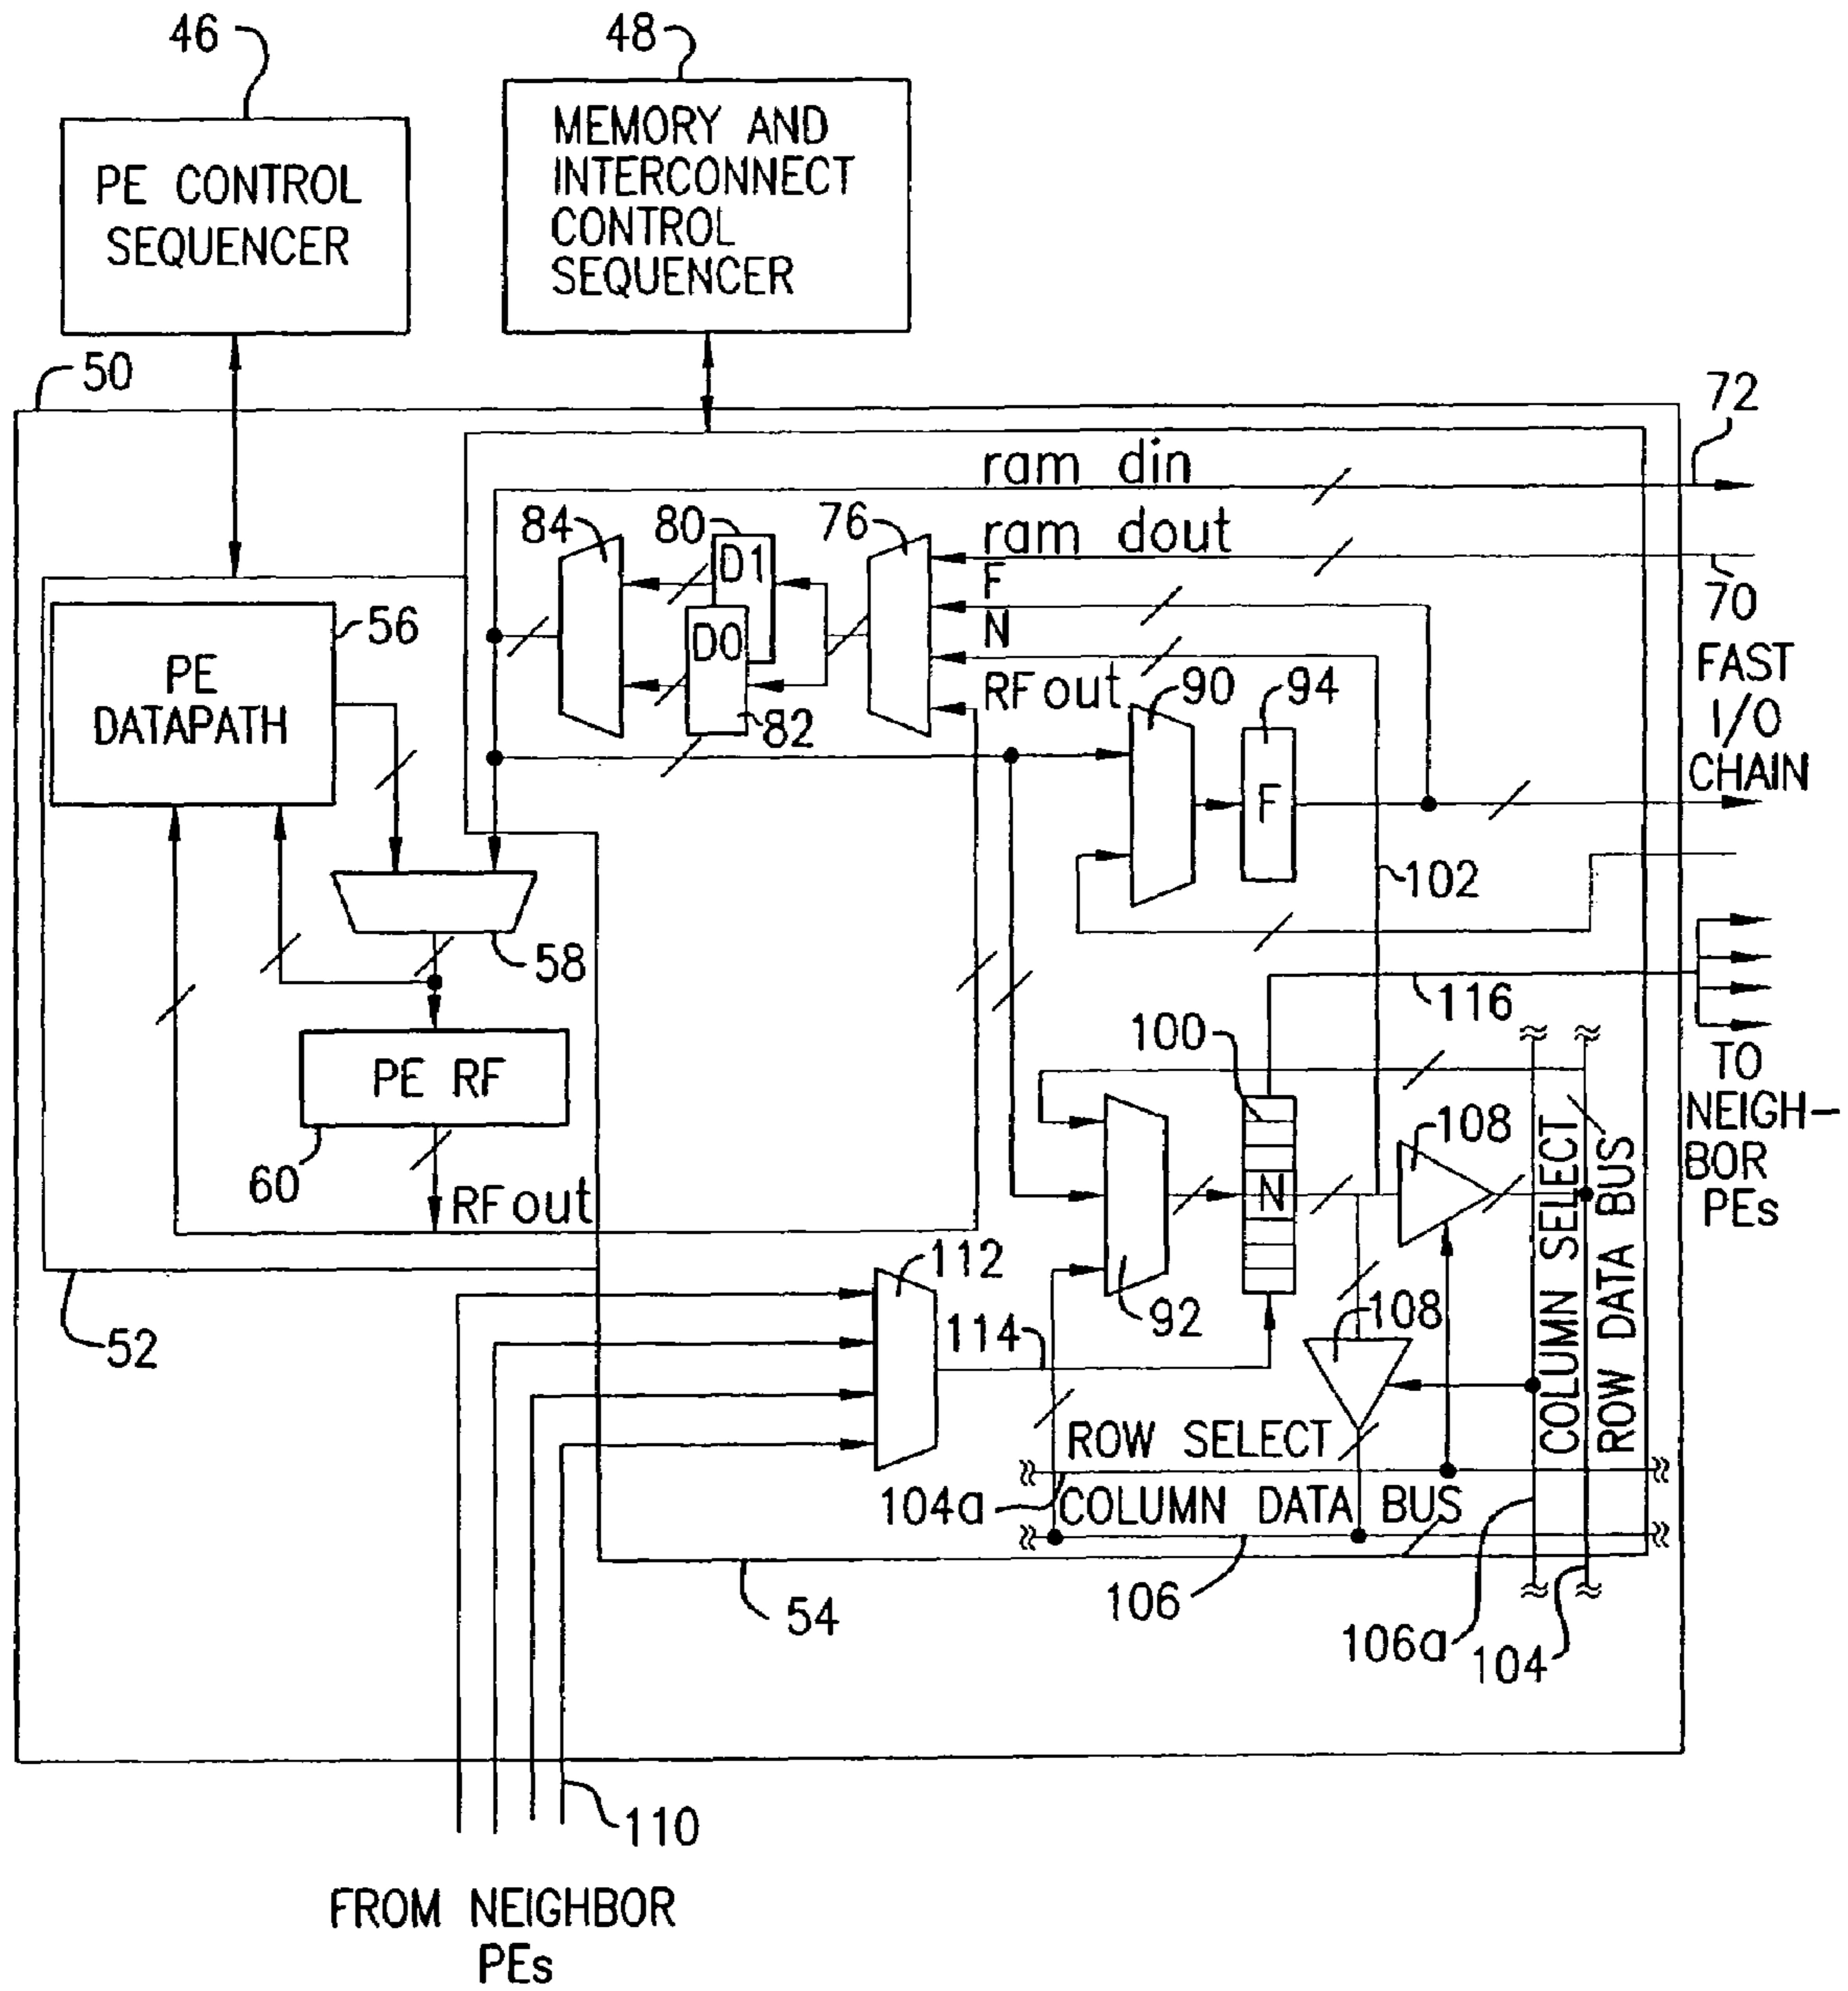 46
48
PE CONTROL
SEQUENCER
MEMORY AND
INTERCONNECT
CONTROL
SEQUENCER
50
72
ram din
84
80
76
ram dout
D1
F
70
56
D0
N
FAST
I/O
CHAIN
PE
DATAPATH
82
RF out
90
94
F
102
58
116
100
TO
NEIGH-
BOR
PEs
PE RF
60
RF out
N
108
COLUMN SELECT
ROW DATA BUS
112
92
108
52
114
ROW SELECT
104a
COLUMN DATA BUS
54
106
106a
104
110
FROM NEIGHBOR
PEs